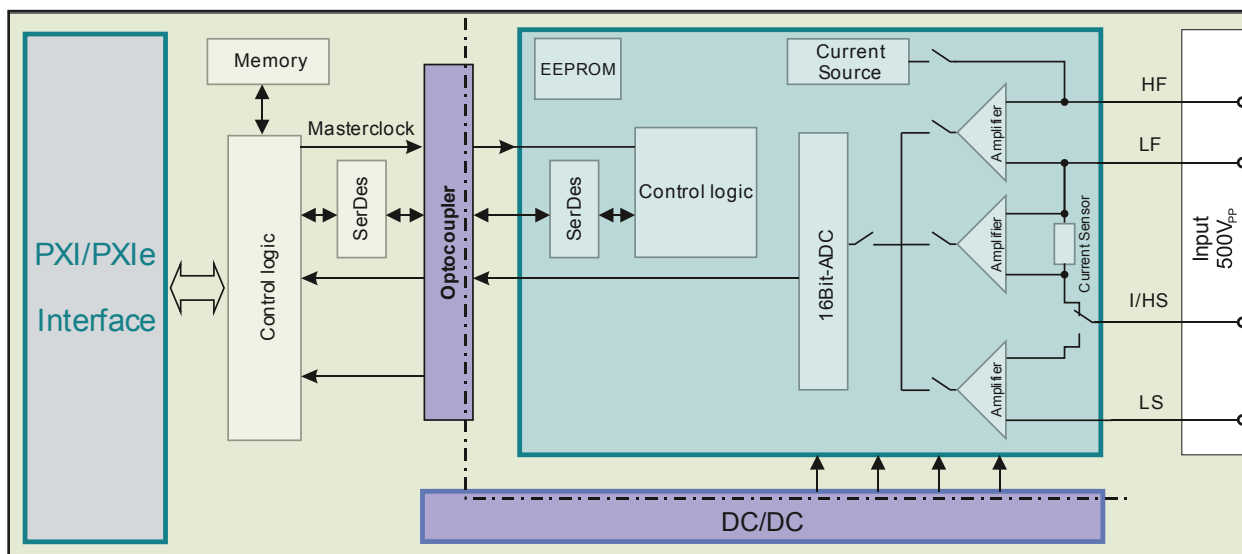 PXI/PXIe
Interface
Memory
Masterclock
Control logic
SerDes
Optocoupler
EEPROM
SerDes
Control logic
Current
Source
16Bit-ADC
Amplifier
Amplifier
Amplifier
Current Sensor
HF
LF
I/HS
LS
Input
500VPP
DC/DC